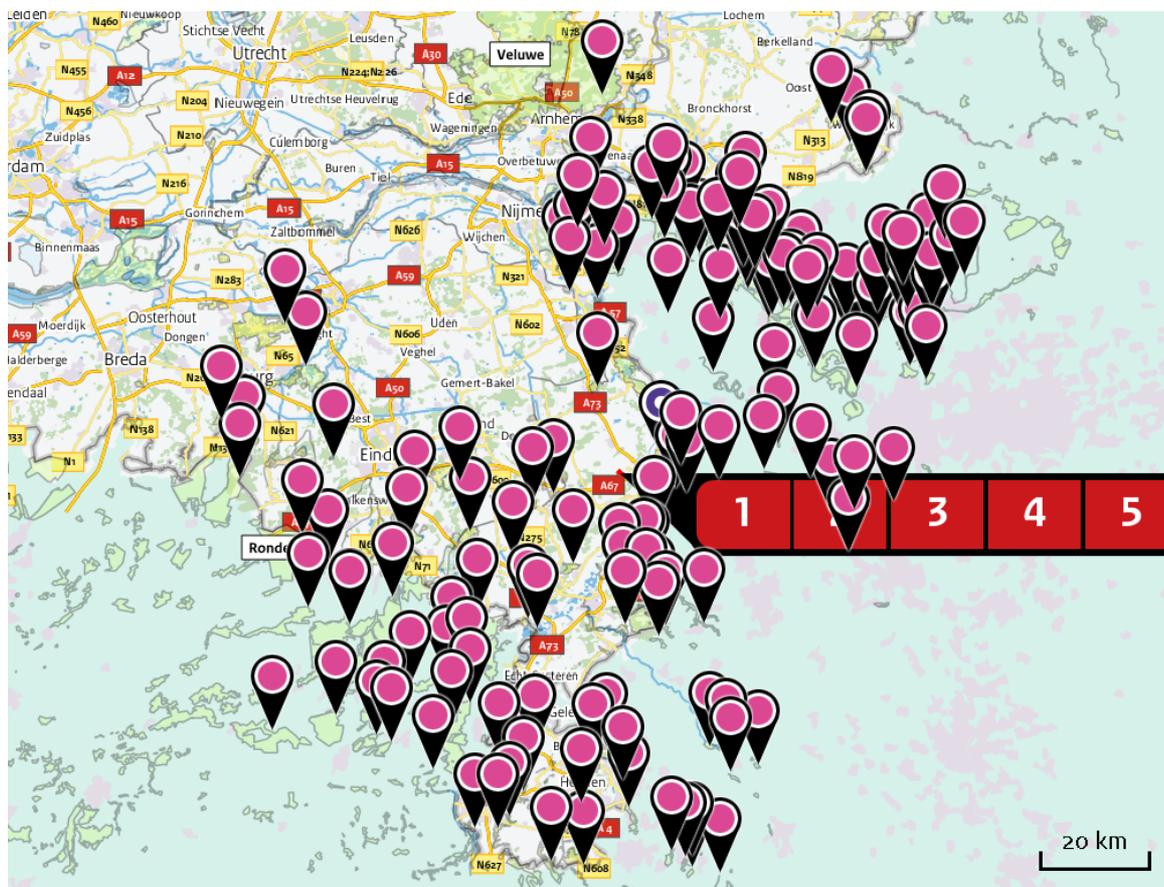 N460
Nieuwkoop
Stichtse Vecht
Utrecht
Leusden
A30
Veluwe
N78
Lochem
Berkelland
N455
A12
N224;N226
N348
Oost
N456
N204
Nieuwegein
Utrechtse Heuvelrug
Ede
A50
Bronckhorst
Zuidplas
N210
Culemborg
Wageningen
Arnhem
N338
N313
Buren
Tiel
A15
Overbetuwe
N819
N216
Gorinchem
A15
A15
Zaltbommel
N626
Wijchen
Binnenmaas
N283
A59
N321
Moerdijk
Oosterhout
Dongen
Uden
N602
A59
N606
Breda
N65
Veghel
A50
Gemert-Bakel
A73
N138
N621
Best
N1
A67
1
3
4
5
N275
N71
A73
Echt-Susteren
N627
N608
20 km